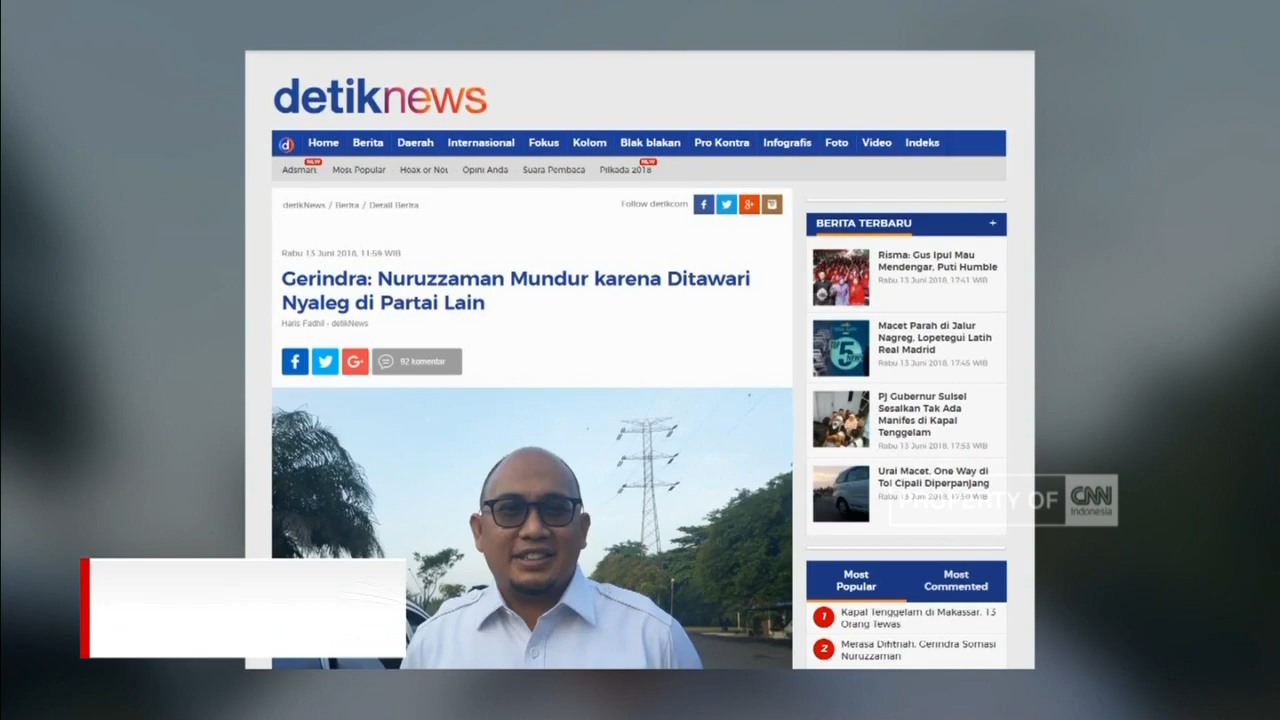 detiknews
Home Berita Daerah Internasional Fokus Kolom Blak blakan Pro Kontra Infografis Foto Video Indeks
Adsmart NEW Most Popular Hoax or Not Opini Anda Suara Pembaca Pilkada 2018 NEW
detikNews / Berita / Detail Berita
Follow detikcom
Rabu 13 Juni 2018, 11:59 WIB
Gerindra: Nuruzzaman Mundur karena Ditawari
Nyaleg di Partai Lain
Haris Fadhil - detikNews
92 komentar
BERITA TERBARU +
Risma: Gus Ipul Mau
Mendengar, Puti Humble
Rabu 13 Juni 2018, 17:41 WIB
Macet Parah di Jalur
Nagreg, Lopetegui Latih
Real Madrid
Rabu 13 Juni 2018, 17:45 WIB
Pj Gubernur Sulsel
Sesalkan Tak Ada
Manifes di Kapal
Tenggelam
Rabu 13 Juni 2018, 17:53 WIB
Urai Macet, One Way di
Tol Cipali Diperpanjang
Rabu 13 Juni 2018, 17:50 WIB
PROPERTY OF CNN
Indonesia
Most Most
Popular Commented
1 Kapal Tenggelam di Makassar, 13
Orang Tewas
2 Merasa Difitnah, Gerindra Somasi
Nuruzzaman